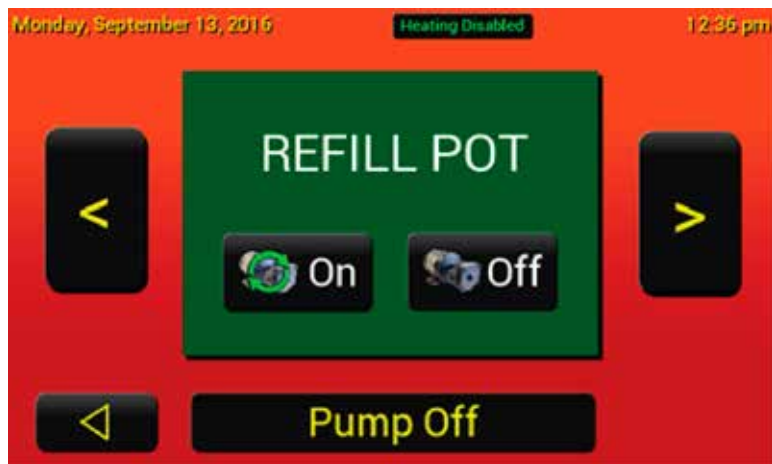 Monday, September 13, 2016
Heating Disabled
12:36 pm
REFILL POT
<
>
On
Off
Pump Off